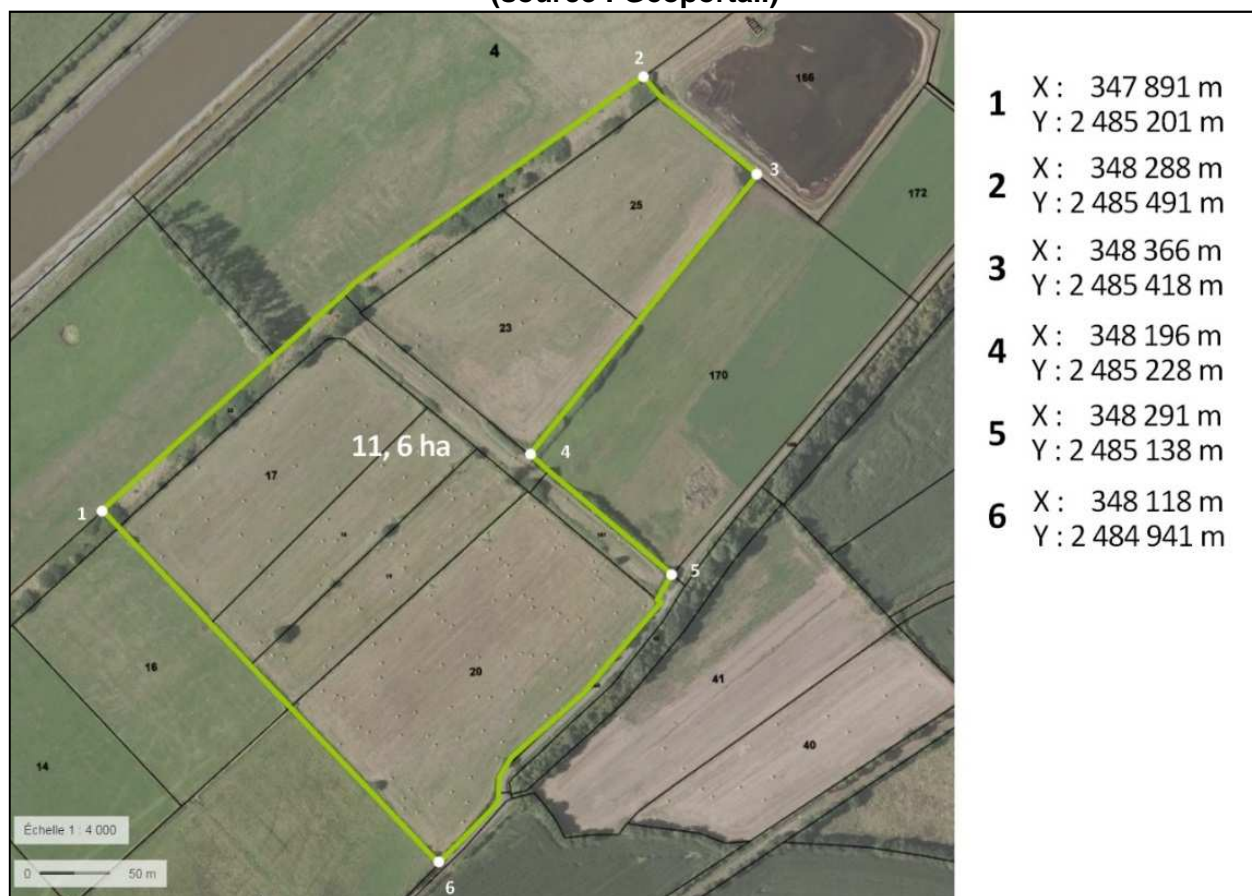 (source : Géoportail)
4
2
166
3
25
172
23
170
11, 6 ha
4
17
1
5
16
20
41
40
14
Échelle 1 : 4 000
0 50 m
6
1 X : 347 891 m
Y : 2 485 201 m
2 X : 348 288 m
Y : 2 485 491 m
3 X : 348 366 m
Y : 2 485 418 m
4 X : 348 196 m
Y : 2 485 228 m
5 X : 348 291 m
Y : 2 485 138 m
6 X : 348 118 m
Y : 2 484 941 m